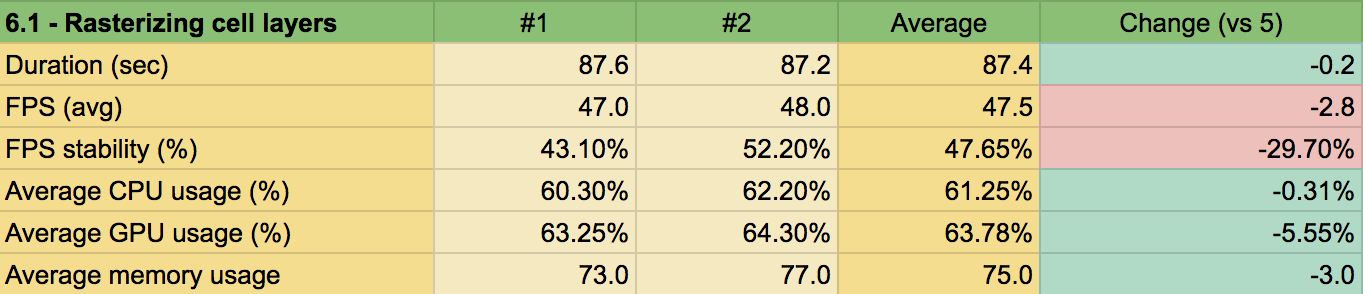 6.1 - Rasterizing cell layers #1 #2 Average Change (vs 5)
Duration (sec) 87.6 87.2 87.4 -0.2
FPS (avg) 47.0 48.0 47.5 -2.8
FPS stability (%) 43.10% 52.20% 47.65% -29.70%
Average CPU usage (%) 60.30% 62.20% 61.25% -0.31%
Average GPU usage (%) 63.25% 64.30% 63.78% -5.55%
Average memory usage 73.0 77.0 75.0 -3.0